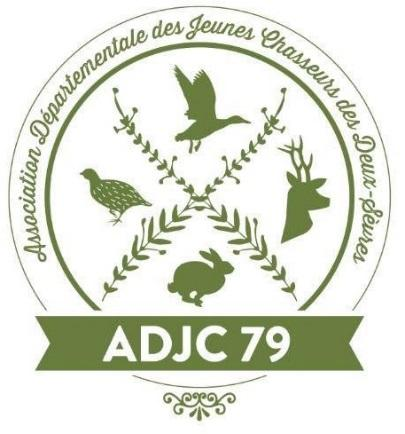 Association Départementale des Jeunes Chasseurs des Deux-Sèvres
ADJC 79